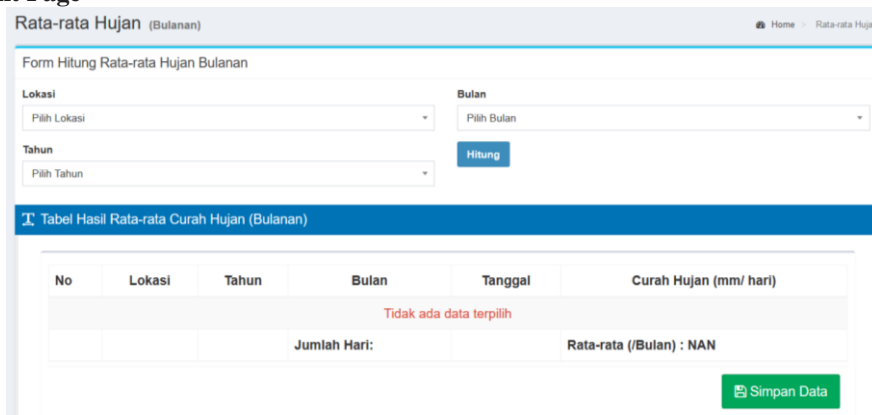 Rata-rata Hujan (Bulanan)
Home > Rata-rata Huja
Form Hitung Rata-rata Hujan Bulanan
Lokasi
Pilih Lokasi
Bulan
Pilih Bulan
Tahun
Pilih Tahun
Hitung
Tabel Hasil Rata-rata Curah Hujan (Bulanan)
No Lokasi Tahun Bulan Tanggal Curah Hujan (mm/ hari)
Tidak ada data terpilih
Jumlah Hari: Rata-rata (/Bulan) : NAN
Simpan Data